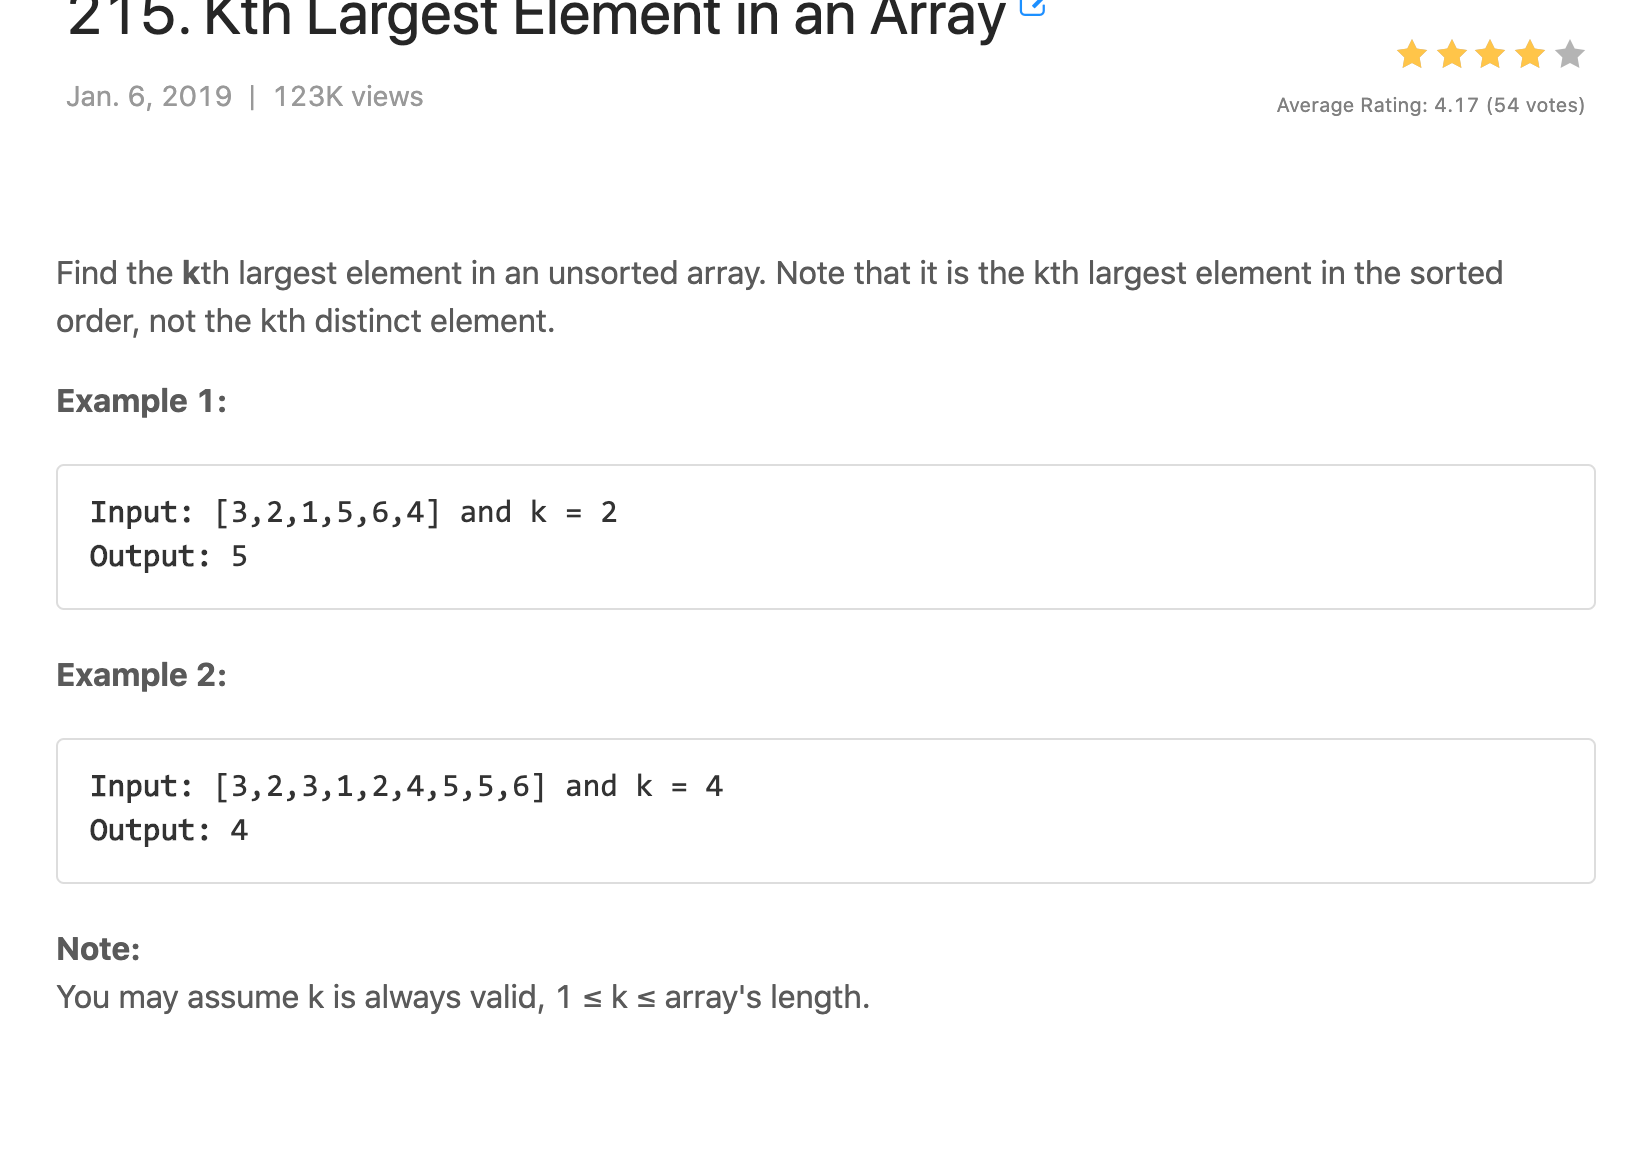 215. Kth Largest Element in an Array
Jan. 6, 2019 | 123K views
Average Rating: 4.17 (54 votes)
Find the kth largest element in an unsorted array. Note that it is the kth largest element in the sorted
order, not the kth distinct element.
Example 1:
Input: [3,2,1,5,6,4] and k = 2
Output: 5
Example 2:
Input: [3,2,3,1,2,4,5,5,6] and k = 4
Output: 4
Note:
You may assume k is always valid, 1 ≤ k ≤ array's length.